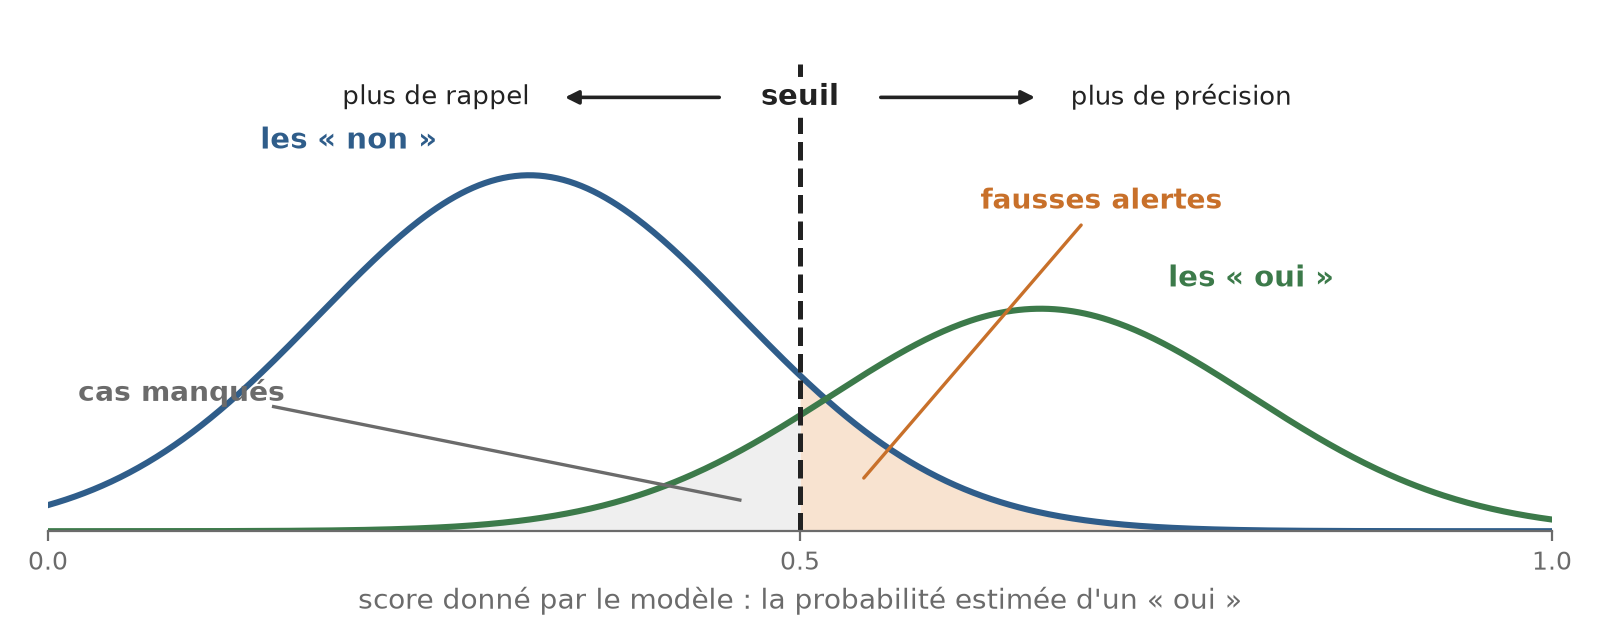 plus de rappel
seuil
plus de précision
les « non »
fausses alertes
les « oui »
cas manqués
0.0
0.5
1.0
score donné par le modèle : la probabilité estimée d'un « oui »